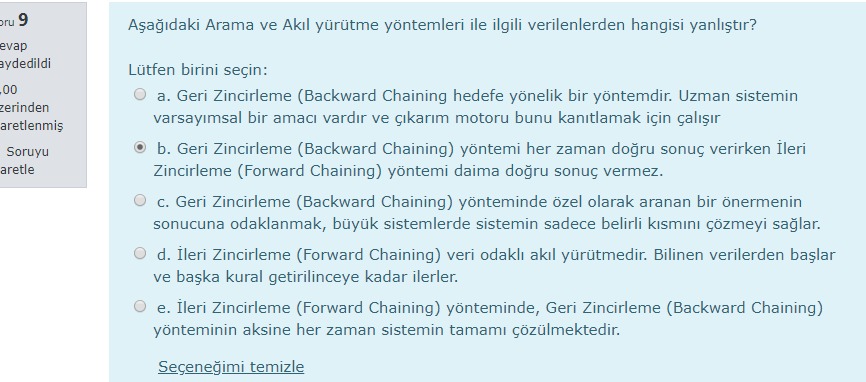 oru 9
evap
aydedildi
,00
zerinden
aretlenmiş
Soruyu
aretle
Aşağıdaki Arama ve Akıl yürütme yöntemleri ile ilgili verilenlerden hangisi yanlıştır?
Lütfen birini seçin:
a. Geri Zincirleme (Backward Chaining hedefe yönelik bir yöntemdir. Uzman sistemin
varsayımsal bir amacı vardır ve çıkarım motoru bunu kanıtlamak için çalışır
b. Geri Zincirleme (Backward Chaining) yöntemi her zaman doğru sonuç verirken İleri
Zincirleme (Forward Chaining) yöntemi daima doğru sonuç vermez.
c. Geri Zincirleme (Backward Chaining) yönteminde özel olarak aranan bir önermenin
sonucuna odaklanmak, büyük sistemlerde sistemin sadece belirli kısmını çözmeyi sağlar.
d. İleri Zincirleme (Forward Chaining) veri odaklı akıl yürütmedir. Bilinen verilerden başlar
ve başka kural getirilinceye kadar ilerler.
e. İleri Zincirleme (Forward Chaining) yönteminde, Geri Zincirleme (Backward Chaining)
yönteminin aksine her zaman sistemin tamamı çözülmektedir.
Seçeneğimi temizle